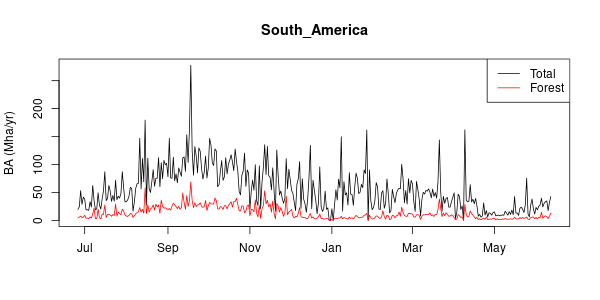 South_America
Total
Forest
BA (Mha/yr)
200
100
50
0
Jul Sep Nov Jan Mar May